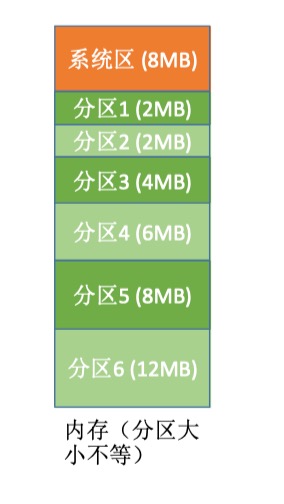 系统区 (8MB)
分区1 (2MB)
分区2 (2MB)
分区3 (4MB)
分区4 (6MB)
分区5 (8MB)
分区6 (12MB)
内存（分区大
小不等）